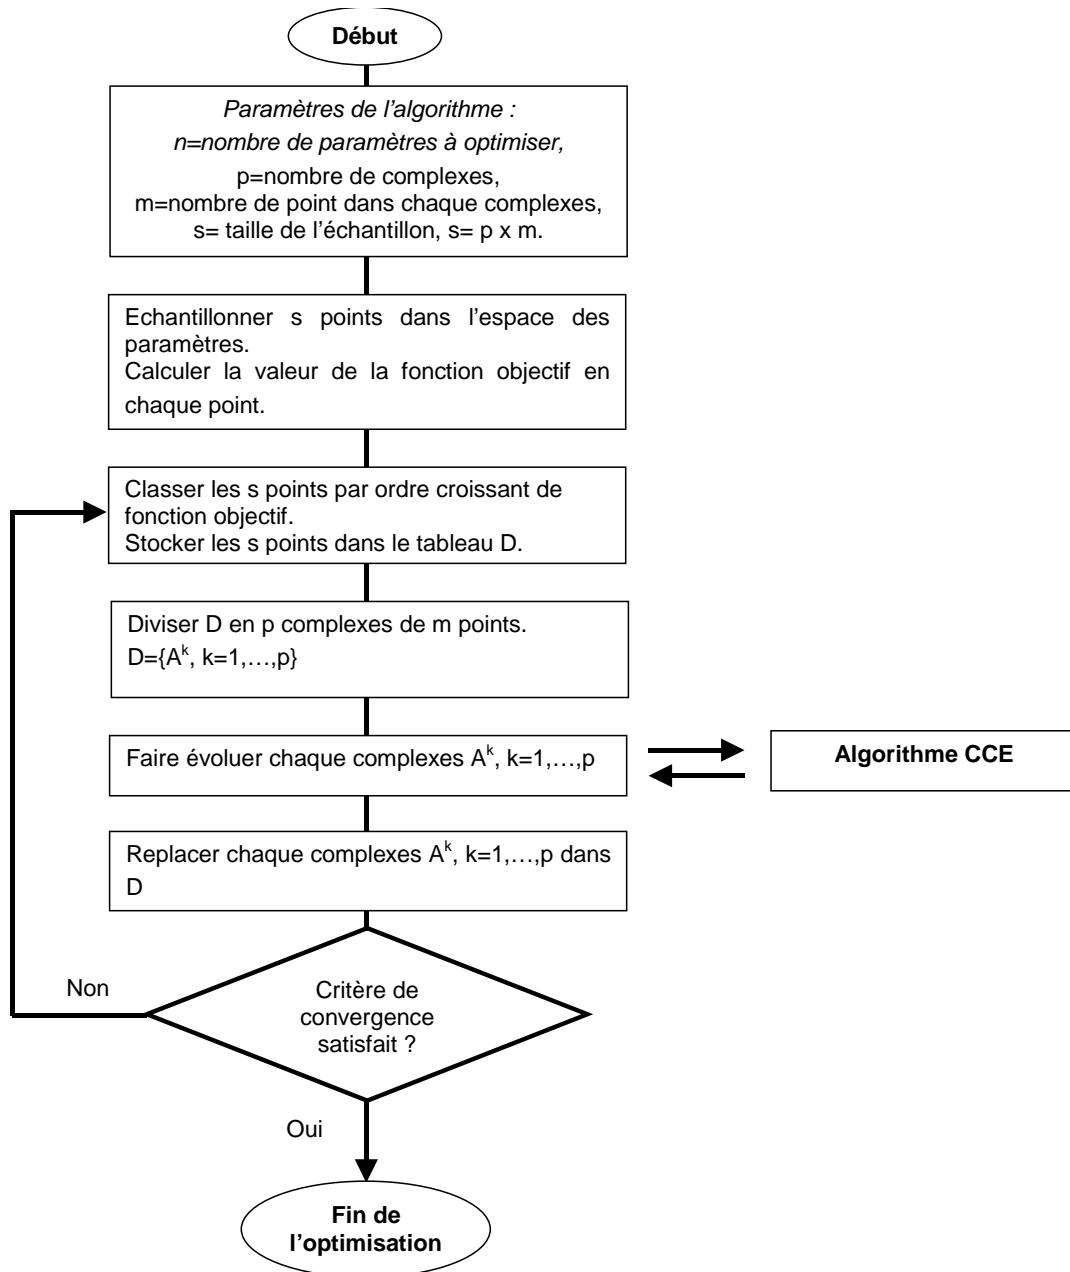 Début
Paramètres de l'algorithme :
n=nombre de paramètres à optimiser,
p=nombre de complexes,
m=nombre de point dans chaque complexes,
s= taille de l'échantillon, s= p x m.
Echantillonner s points dans l'espace des
paramètres.
Calculer la valeur de la fonction objectif en
chaque point.
Classer les s points par ordre croissant de
fonction objectif.
Stocker les s points dans le tableau D.
Diviser D en p complexes de m points.
D={A^k, k=1,…,p}
Faire évoluer chaque complexes A^k, k=1,…,p
Algorithme CCE
Replacer chaque complexes A^k, k=1,…,p dans
D
Non
Critère de
convergence
satisfait ?
Oui
Fin de
l'optimisation